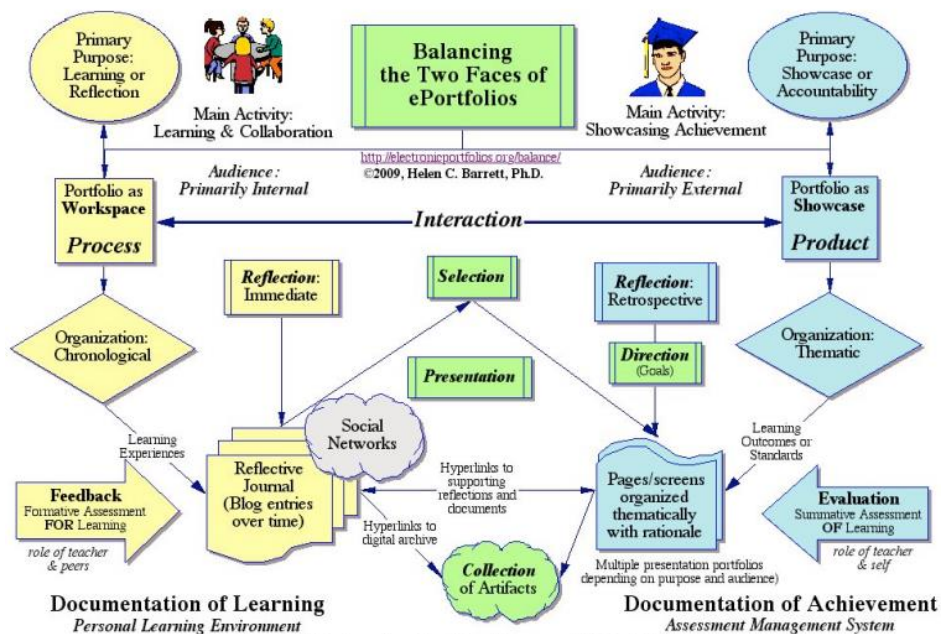 Primary
Purpose:
Learning or
Reflection
Main Activity:
Learning & Collaboration
Balancing
the Two Faces of
ePortfolios
Main Activity:
Showcasing Achievement
Primary
Purpose:
Showcase or
Accountability
http://electronicportfolios.org/balance/
©2009, Helen C. Barrett, Ph.D.
Audience:
Primarily Internal
Audience:
Primarily External
Portfolio as
Workspace
Process
Interaction
Portfolio as
Showcase
Product
Reflection:
Immediate
Selection
Reflection:
Retrospective
Organization:
Chronological
Presentation
Direction
(Goals)
Organization:
Thematic
Learning
Experiences
Social
Networks
Learning
Outcomes or
Standards
Feedback
Formative Assessment
FOR Learning
role of teacher
& peers
Reflective
Journal
(Blog entries
over time)
Hyperlinks to
supporting
reflections and
documents
Hyperlinks to
digital archive
Pages/screens
organized
thematically
with rationale
Evaluation
Summative Assessment
OF Learning
role of teacher
& self
Collection
of Artifacts
Multiple presentation portfolios
depending on purpose and audience)
Documentation of Learning
Personal Learning Environment
Documentation of Achievement
Assessment Management System